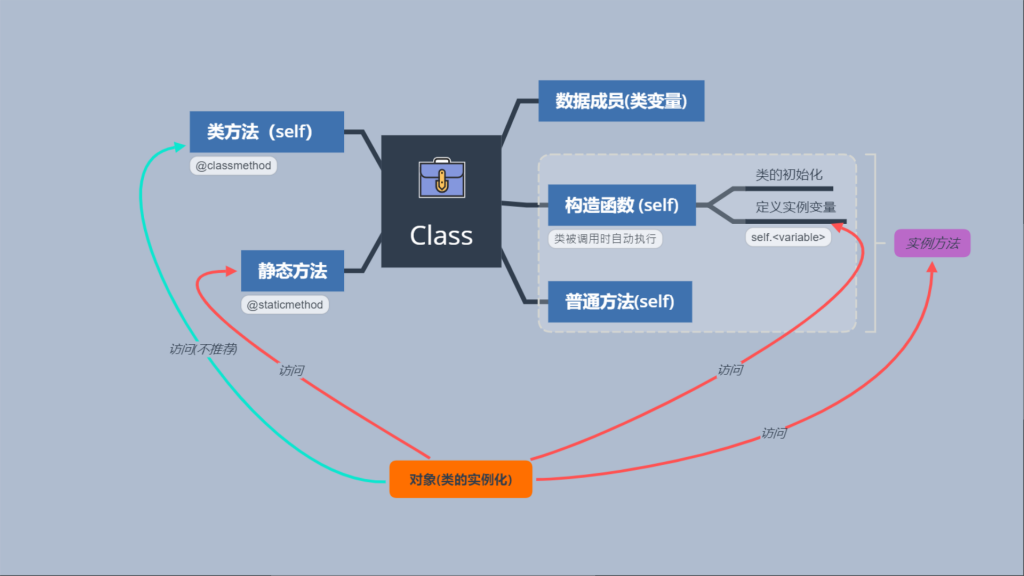 数据成员(类变量)
类方法（self）
@classmethod
类的初始化
构造函数 (self)
定义实例变量
Class
类被调用时自动执行
self.<variable>
实例方法
静态方法
@staticmethod
普通方法(self)
访问(不推荐)
访问
访问
访问
对象(类的实例化)